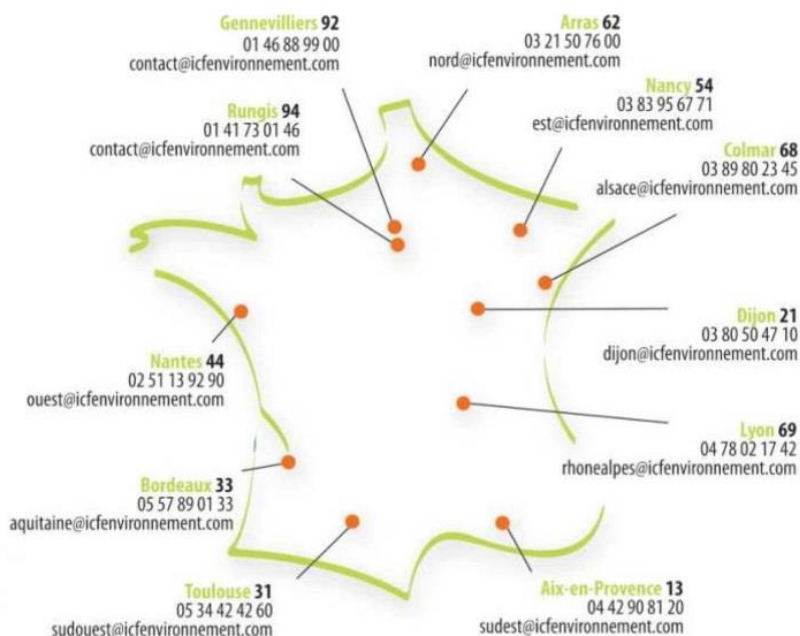 Gennevilliers 92
01 46 88 99 00
contact@icfenvironnement.com
Arras 62
03 21 50 76 00
nord@icfenvironnement.com
Nancy 54
03 83 95 67 71
est@icfenvironnement.com
Rungis 94
01 41 73 01 46
contact@icfenvironnement.com
Colmar 68
03 89 80 23 45
alsace@icfenvironnement.com
Dijon 21
03 80 50 47 10
dijon@icfenvironnement.com
Nantes 44
02 51 13 92 90
ouest@icfenvironnement.com
Lyon 69
04 78 02 17 42
rhonealpes@icfenvironnement.com
Bordeaux 33
05 57 89 01 33
aquitaine@icfenvironnement.com
Toulouse 31
05 34 42 42 60
sudouest@icfenvironnement.com
Aix-en-Provence 13
04 42 90 81 20
sudest@icfenvironnement.com